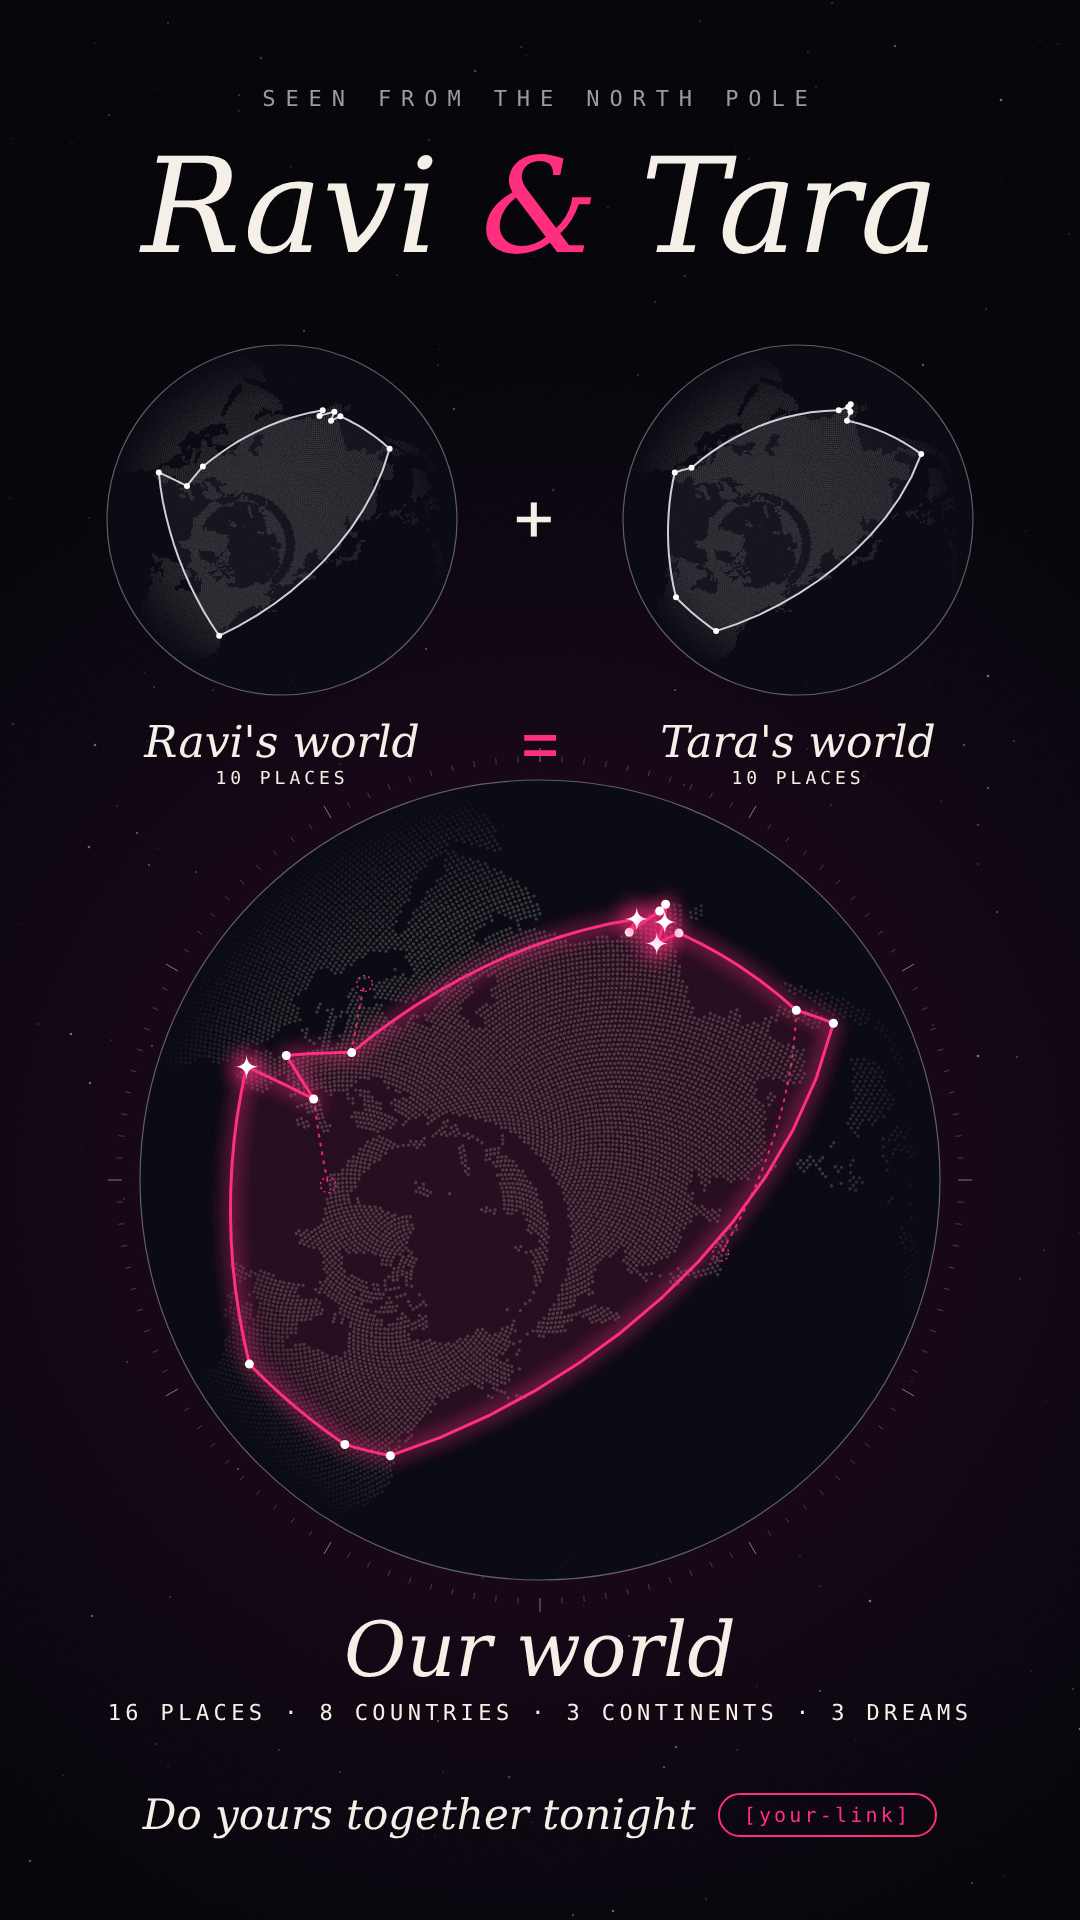 SEEN FROM THE NORTH POLE
Ravi & Tara
+
Ravi's world
10 PLACES
=
Tara's world
10 PLACES
Our world
16 PLACES · 8 COUNTRIES · 3 CONTINENTS · 3 DREAMS
Do yours together tonight [your-link]